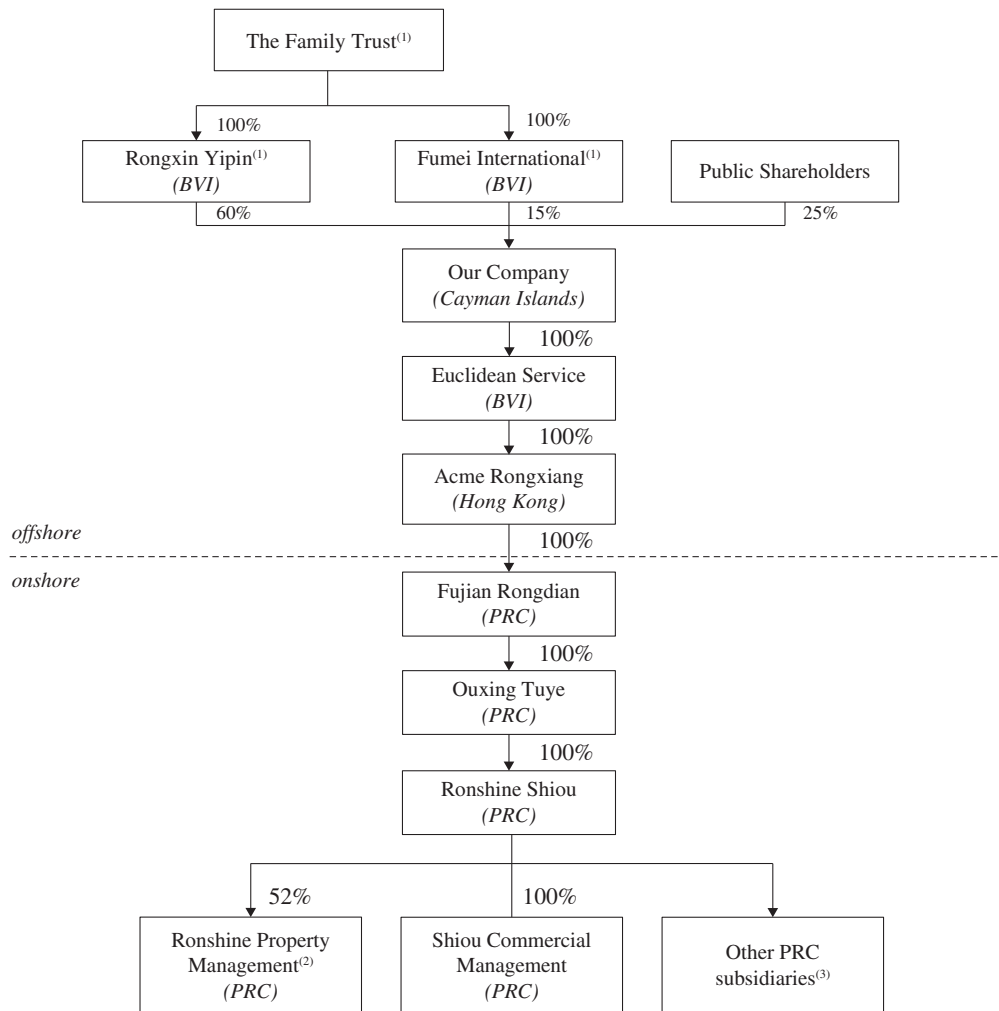 The Family Trust(1)
100%
100%
Rongxin Yipin(1)
(BVI)
Fumei International(1)
(BVI)
Public Shareholders
60%
15%
25%
Our Company
(Cayman Islands)
100%
Euclidean Service
(BVI)
100%
Acme Rongxiang
(Hong Kong)
offshore
100%
onshore
Fujian Rongdian
(PRC)
100%
Ouxing Tuye
(PRC)
100%
Ronshine Shiou
(PRC)
52%
100%
Ronshine Property
Management(2)
(PRC)
Shiou Commercial
Management
(PRC)
Other PRC
subsidiaries(3)